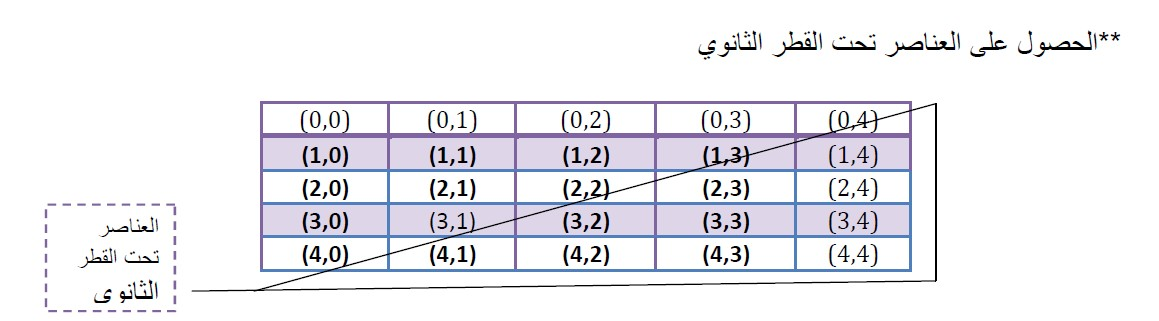 **الحصول على العناصر تحت القطر الثانوي
(0,0) (0,1) (0,2) (0,3) (0,4)
(1,0) (1,1) (1,2) (1,3) (1,4)
(2,0) (2,1) (2,2) (2,3) (2,4)
(3,0) (3,1) (3,2) (3,3) (3,4)
(4,0) (4,1) (4,2) (4,3) (4,4)
العناصر
تحت القطر
الثانوي